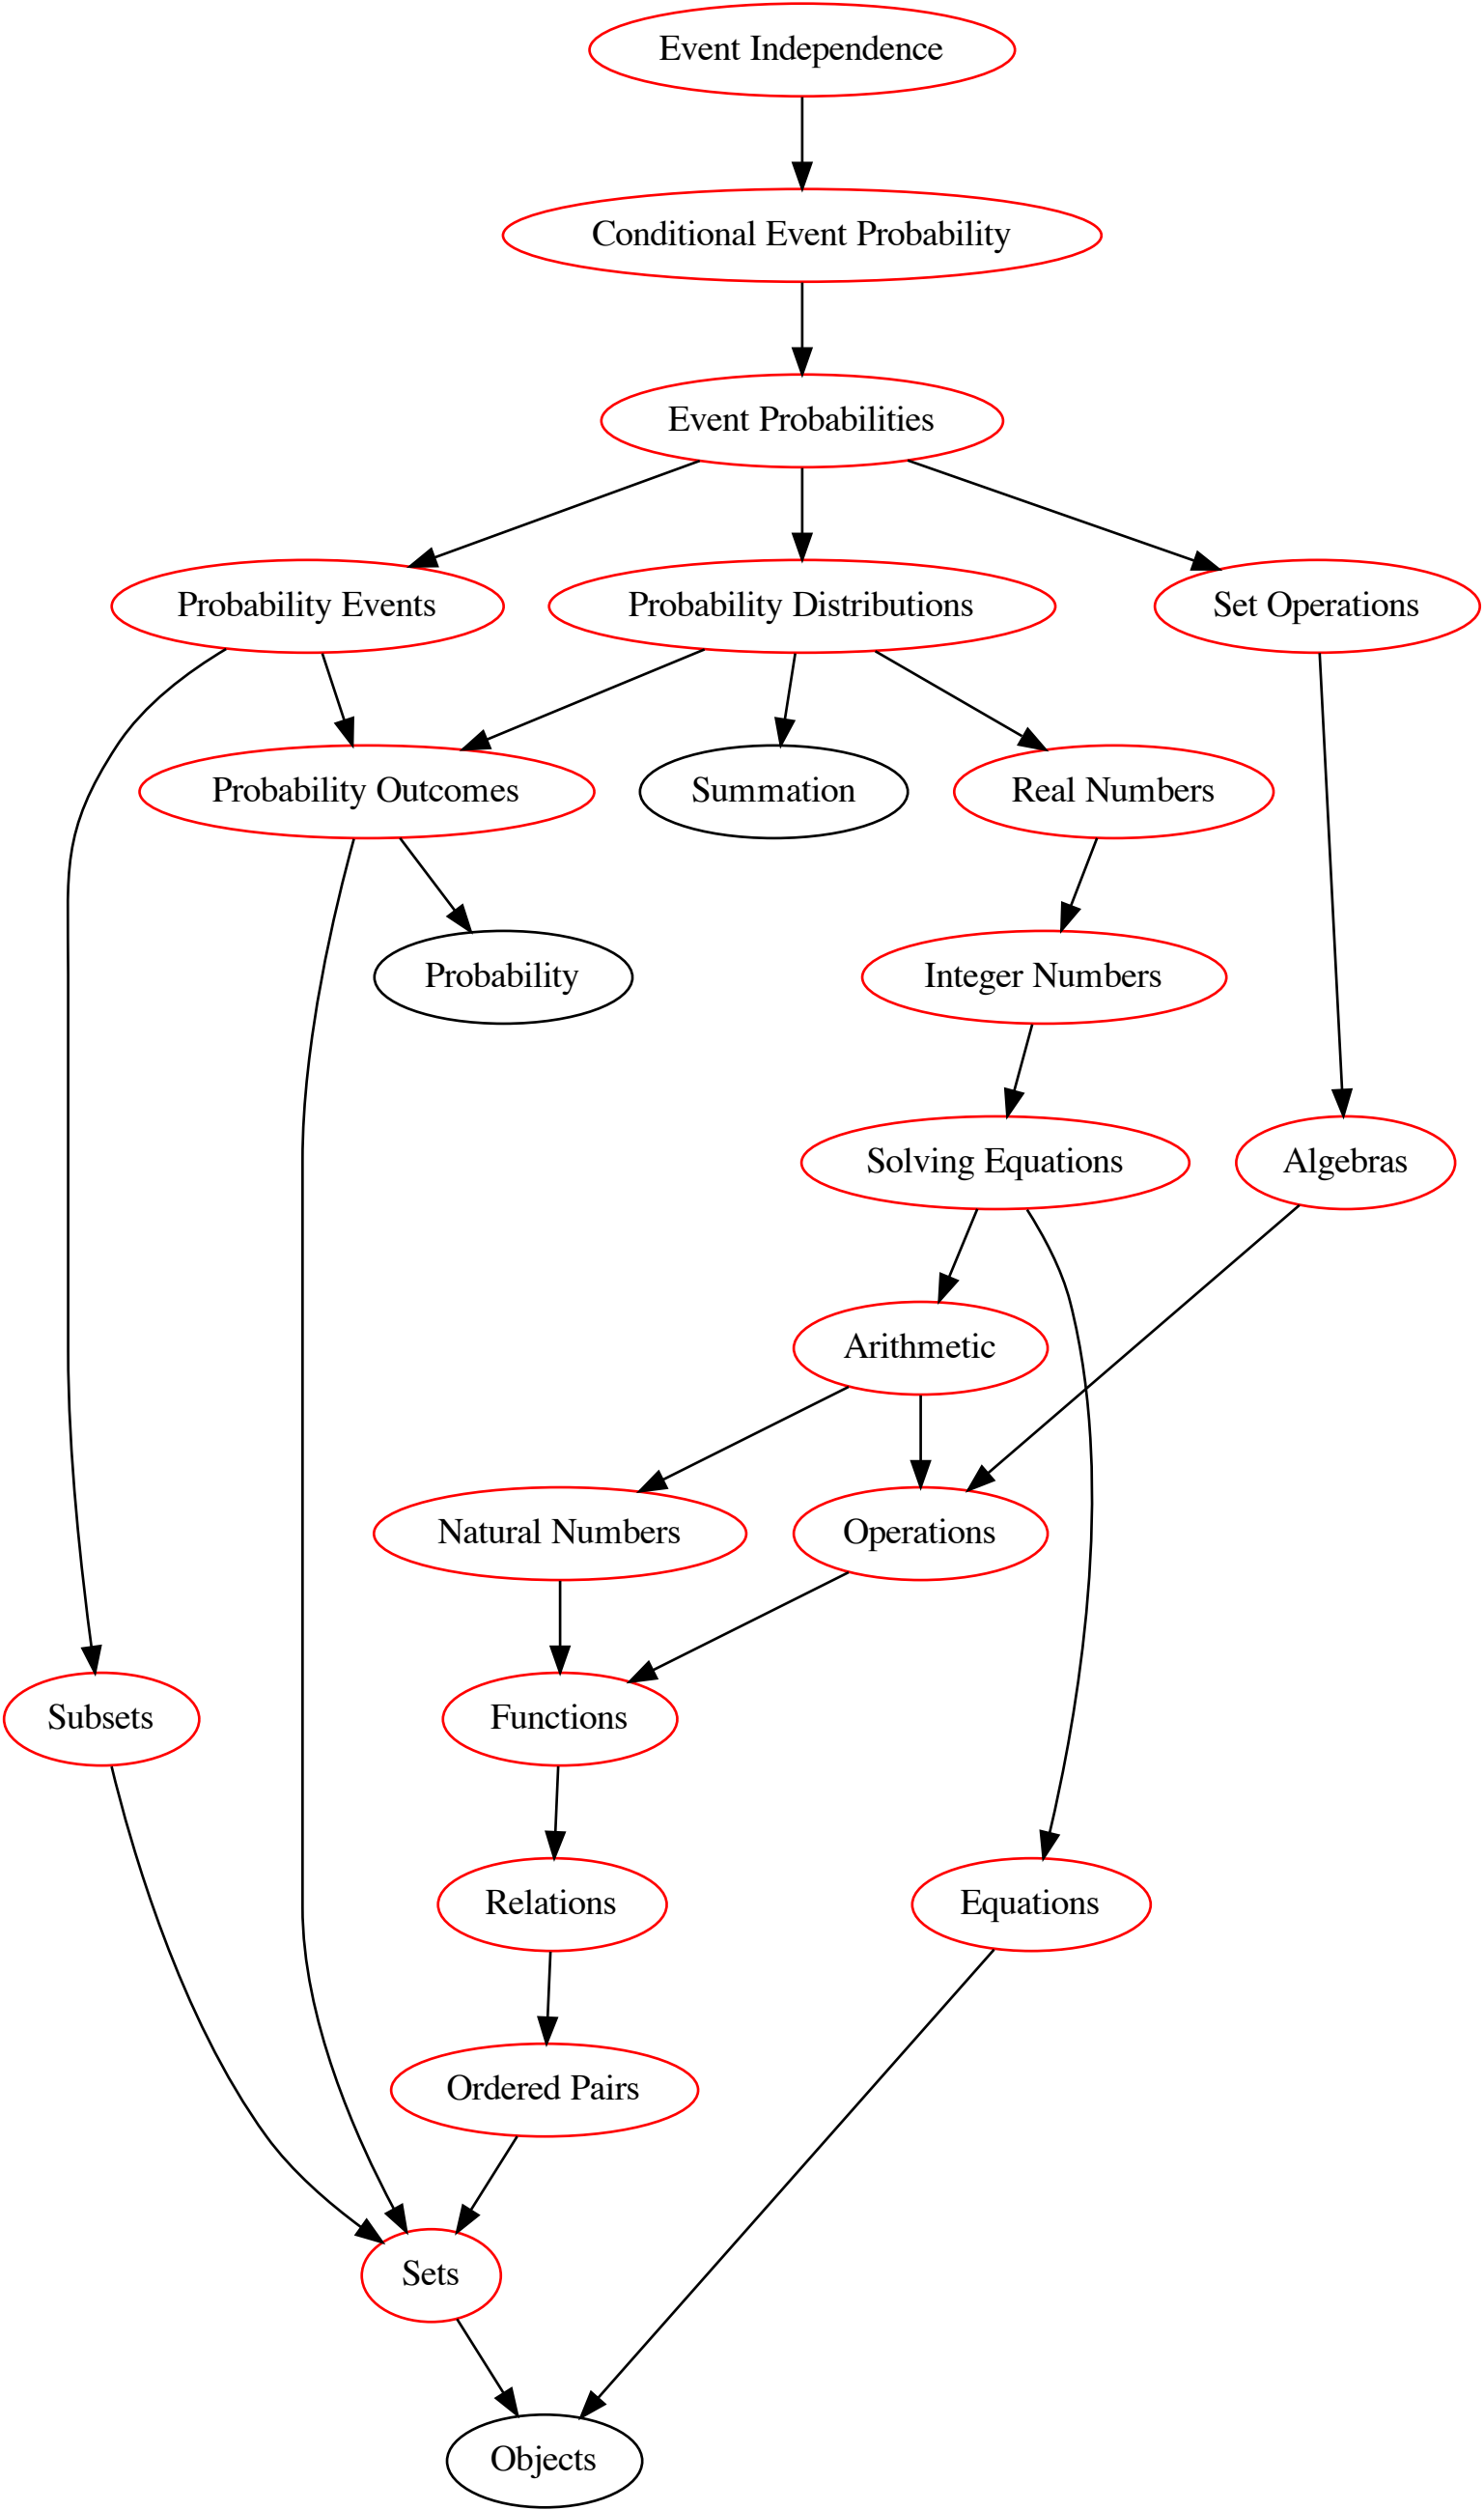 Event Independence
Conditional Event Probability
Event Probabilities
Probability Events
Probability Distributions
Set Operations
Probability Outcomes
Summation
Real Numbers
Probability
Integer Numbers
Solving Equations
Algebras
Arithmetic
Natural Numbers
Operations
Subsets
Functions
Relations
Equations
Ordered Pairs
Sets
Objects